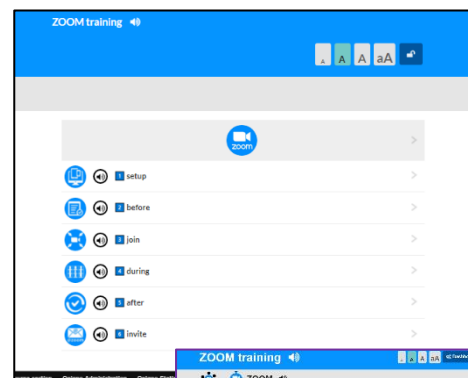 ZOOM training
A A A aA
zoom
1 setup
2 before
3 join
4 during
5 after
6 invite
ZOOM training
A A A aA
ZOOM